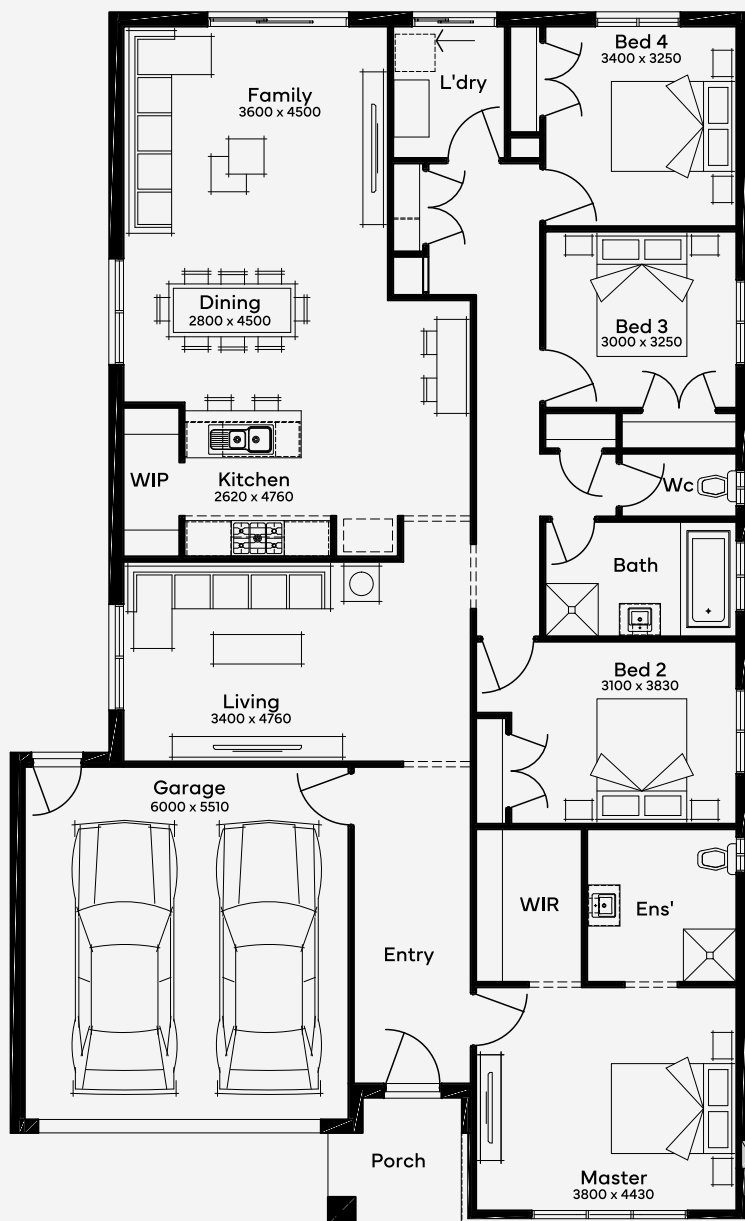 Bed 4
3400 x 3250
L'dry
Family
3600 x 4500
Dining
2800 x 4500
Bed 3
3000 x 3250
WIP
Kitchen
2620 x 4760
Wc
Bath
Bed 2
3100 x 3830
Living
3400 x 4760
Garage
6000 x 5510
WIR
Ens'
Entry
Porch
Master
3800 x 4430